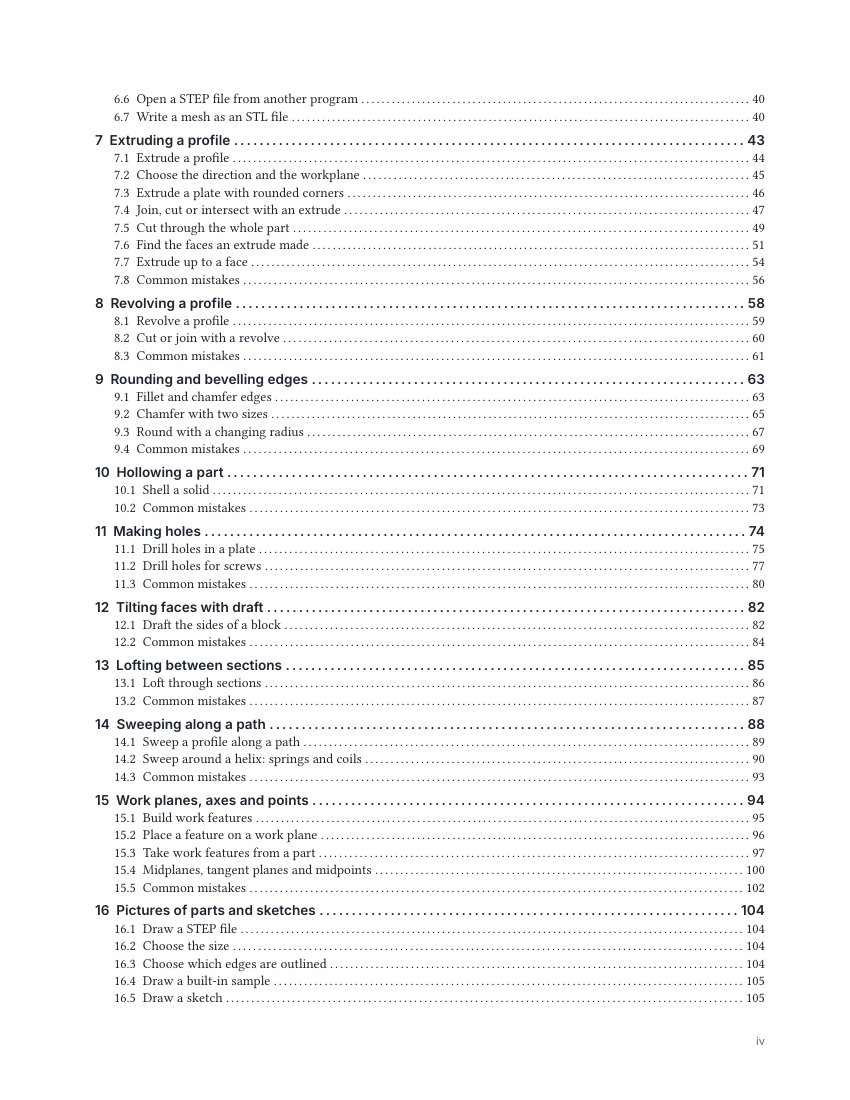 6.6 Open a STEP file from another program 40
6.7 Write a mesh as an STL file 40
7 Extruding a profile 43
7.1 Extrude a profile 44
7.2 Choose the direction and the workplane 45
7.3 Extrude a plate with rounded corners 46
7.4 Join, cut or intersect with an extrude 47
7.5 Cut through the whole part 49
7.6 Find the faces an extrude made 51
7.7 Extrude up to a face 54
7.8 Common mistakes 56
8 Revolving a profile 58
8.1 Revolve a profile 59
8.2 Cut or join with a revolve 60
8.3 Common mistakes 61
9 Rounding and bevelling edges 63
9.1 Fillet and chamfer edges 63
9.2 Chamfer with two sizes 65
9.3 Round with a changing radius 67
9.4 Common mistakes 69
10 Hollowing a part 71
10.1 Shell a solid 71
10.2 Common mistakes 73
11 Making holes 74
11.1 Drill holes in a plate 75
11.2 Drill holes for screws 77
11.3 Common mistakes 80
12 Tilting faces with draft 82
12.1 Draft the sides of a block 82
12.2 Common mistakes 84
13 Lofting between sections 85
13.1 Loft through sections 86
13.2 Common mistakes 87
14 Sweeping along a path 88
14.1 Sweep a profile along a path 89
14.2 Sweep around a helix: springs and coils 90
14.3 Common mistakes 93
15 Work planes, axes and points 94
15.1 Build work features 95
15.2 Place a feature on a work plane 96
15.3 Take work features from a part 97
15.4 Midplanes, tangent planes and midpoints 100
15.5 Common mistakes 102
16 Pictures of parts and sketches 104
16.1 Draw a STEP file 104
16.2 Choose the size 104
16.3 Choose which edges are outlined 104
16.4 Draw a built-in sample 105
16.5 Draw a sketch 105
iv